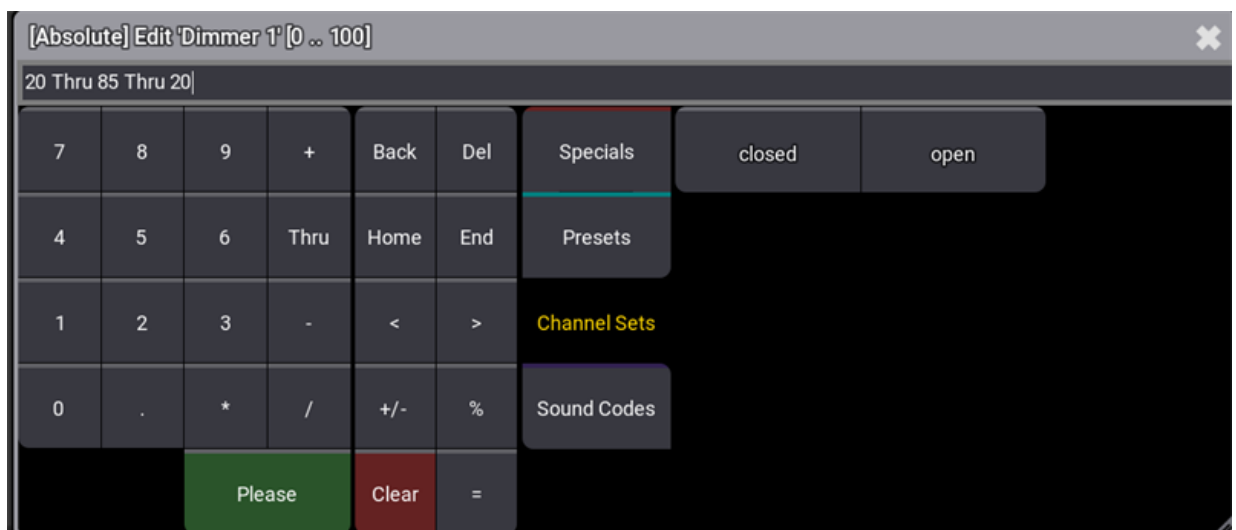 [Absolute] Edit 'Dimmer 1' [0 .. 100]
20 Thru 85 Thru 20
7 8 9 + Back Del Specials closed open
4 5 6 Thru Home End Presets
1 2 3 - < > Channel Sets
0 . * / +/- % Sound Codes
Please Clear =